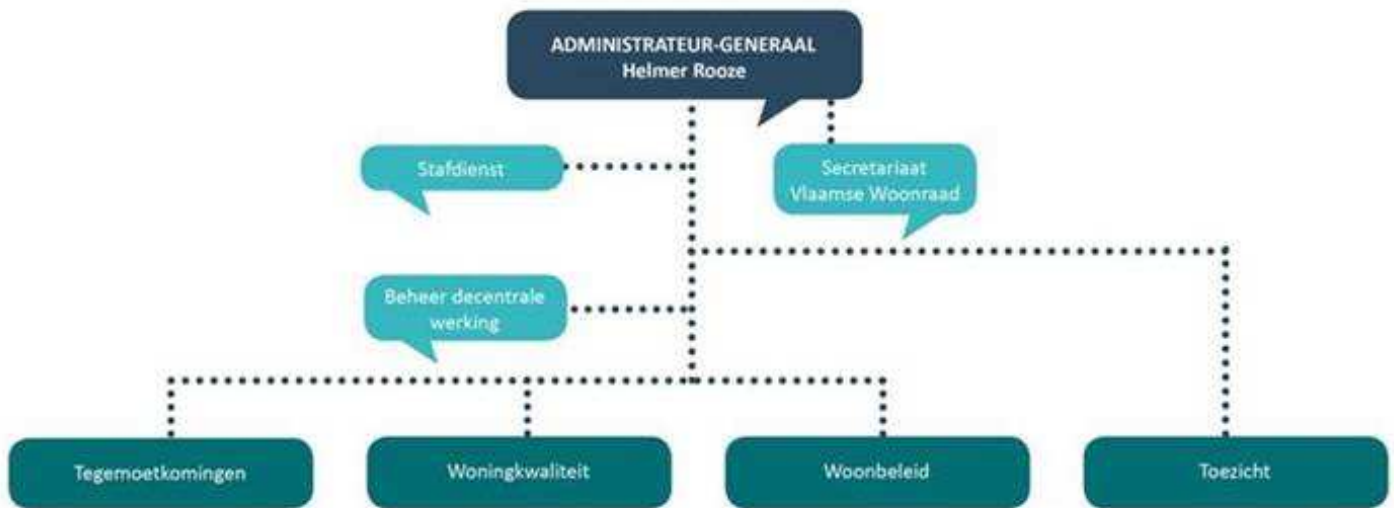 ADMINISTRATEUR-GENERAAL
Helmer Rooze
Stafdienst
Secretariaat
Vlaamse Woonraad
Beheer decentrale
werking
Tegemoetkomingen
Woningkwaliteit
Woonbeleid
Toezicht